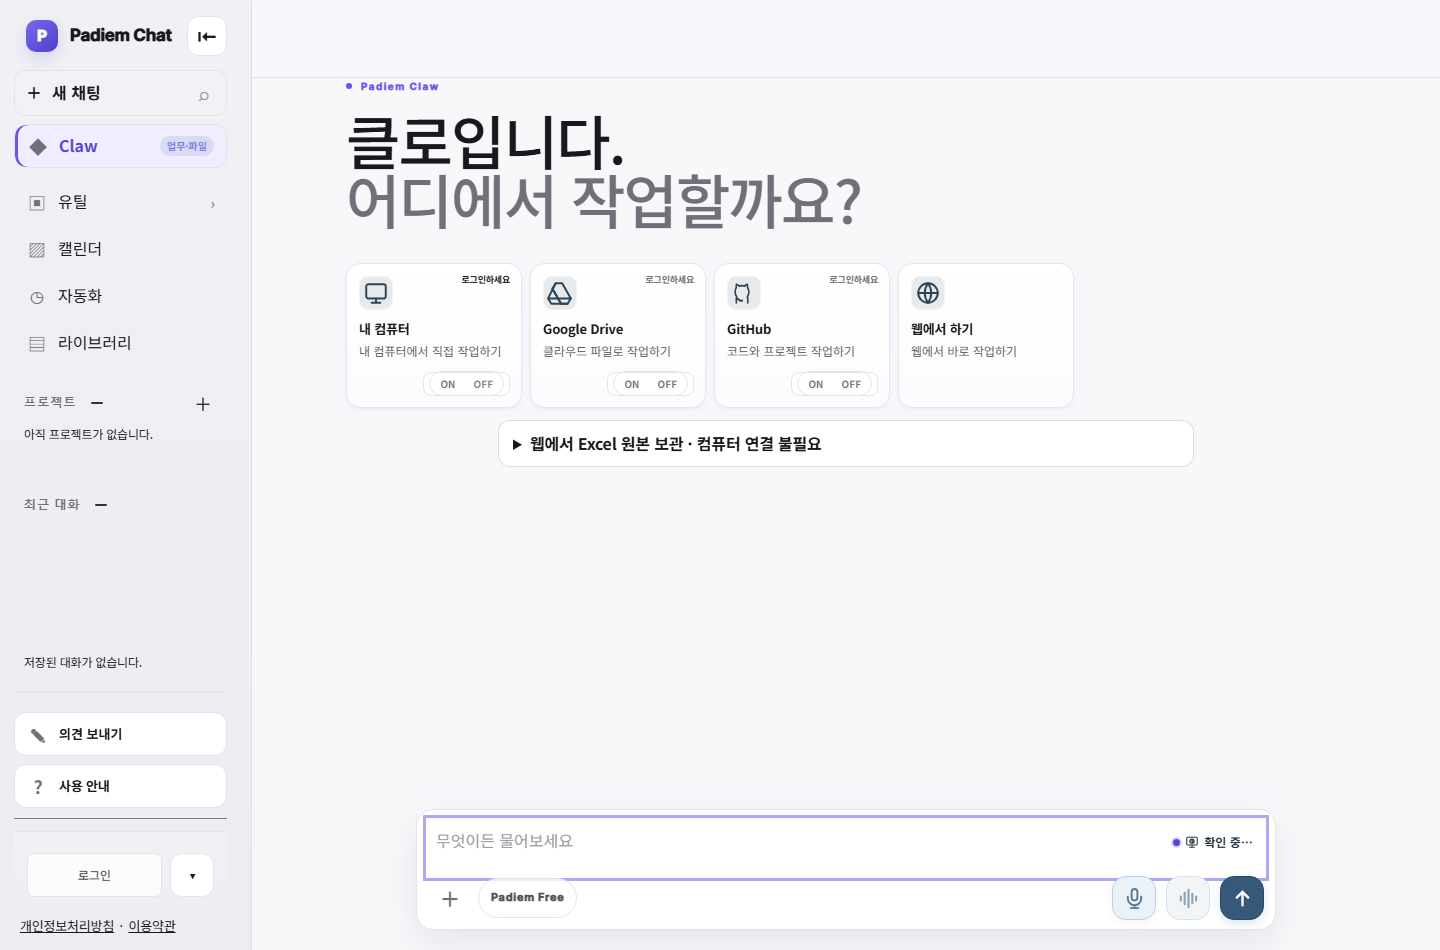 P Padiem Chat
새 채팅
Claw 업무·파일
유틸
캘린더
자동화
라이브러리
프로젝트
아직 프로젝트가 없습니다.
최근 대화
저장된 대화가 없습니다.
의견 보내기
? 사용 안내
로그인
개인정보처리방침 · 이용약관
Padiem Claw
클로입니다.
어디에서 작업할까요?
로그인하세요
내 컴퓨터
내 컴퓨터에서 직접 작업하기
ON OFF
로그인하세요
Google Drive
클라우드 파일로 작업하기
ON OFF
로그인하세요
GitHub
코드와 프로젝트 작업하기
ON OFF
웹에서 하기
웹에서 바로 작업하기
웹에서 Excel 원본 보관 · 컴퓨터 연결 불필요
무엇이든 물어보세요
확인 중…
Padiem Free